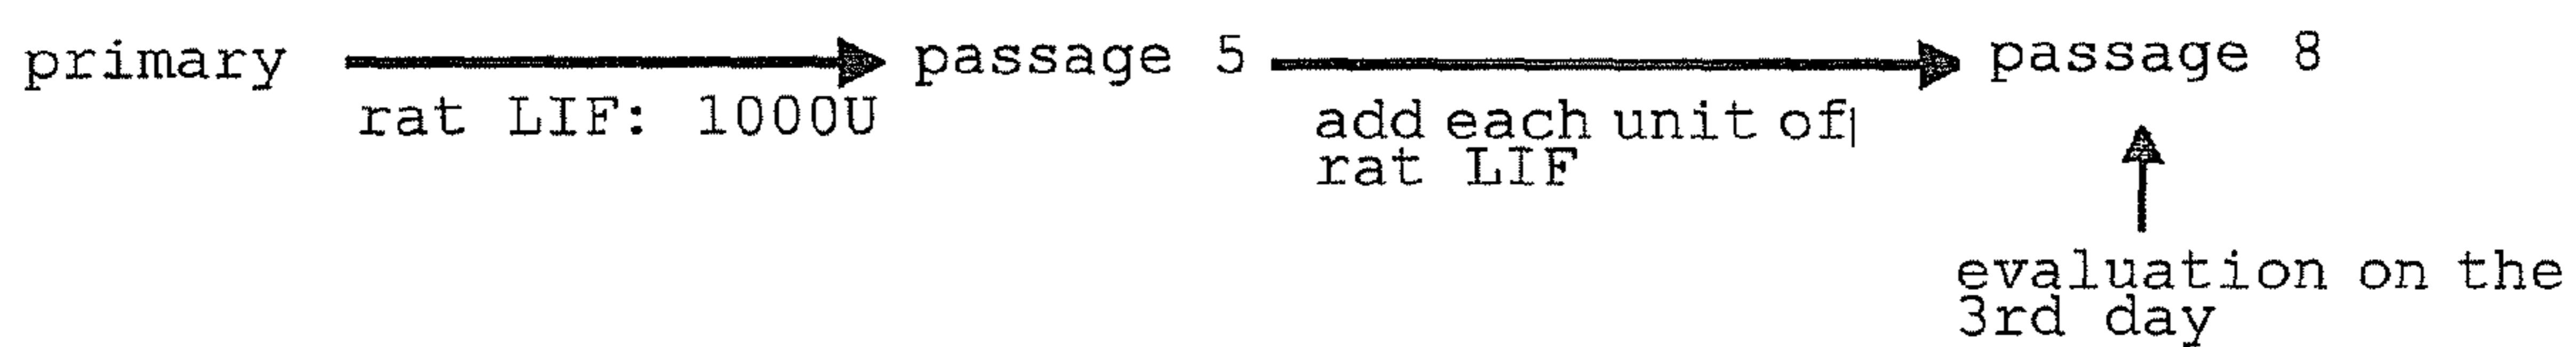 primary
passage 5
passage 8
rat LIF: 1000U
add each unit of
rat LIF
evaluation on the
3rd day